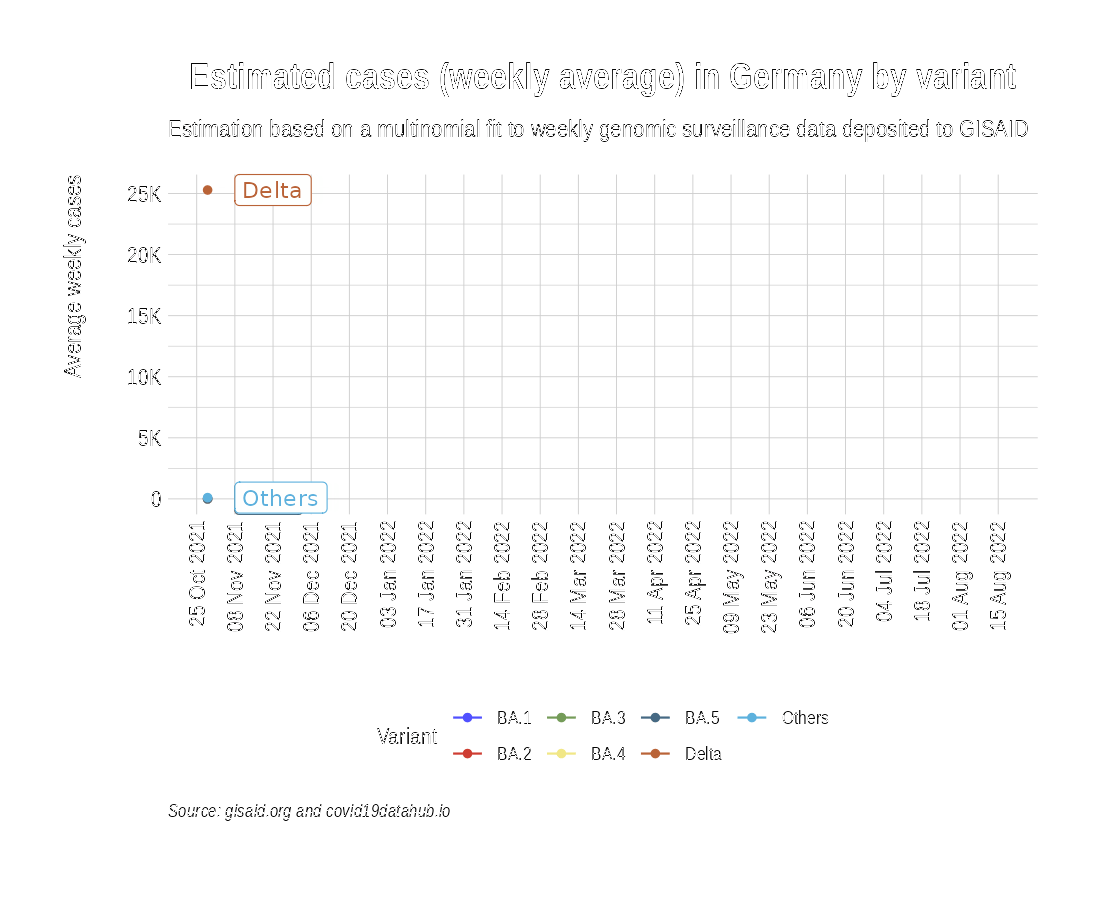 Estimated cases (weekly average) in Germany by variant
Estimation based on a multinomial fit to weekly genomic surveillance data deposited to GISAID
Average weekly cases
25K
20K
15K
10K
5K
0
Delta
Others
25 Oct 2021
08 Nov 2021
22 Nov 2021
06 Dec 2021
20 Dec 2021
03 Jan 2022
17 Jan 2022
31 Jan 2022
14 Feb 2022
28 Feb 2022
14 Mar 2022
28 Mar 2022
11 Apr 2022
25 Apr 2022
09 May 2022
23 May 2022
06 Jun 2022
20 Jun 2022
04 Jul 2022
18 Jul 2022
01 Aug 2022
15 Aug 2022
Variant
BA.1 BA.3 BA.5 Others
BA.2 BA.4 Delta
Source: gisaid.org and covid19datahub.io